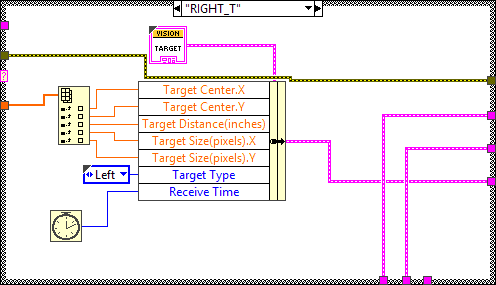 "RIGHT_T"
VISION
TARGET
Target Center.X
Target Center.Y
Target Distance(inches)
Target Size(pixels).X
Target Size(pixels).Y
Left
Target Type
Receive Time